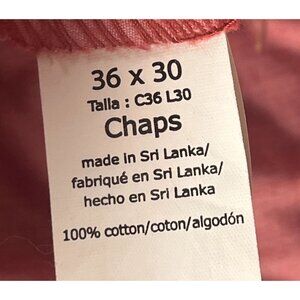 36 x 30
Talla : C36 L30
Chaps
made in Sri Lanka/
fabriqué en Sri Lanka/
hecho en Sri Lanka
100% cotton/coton/algodón